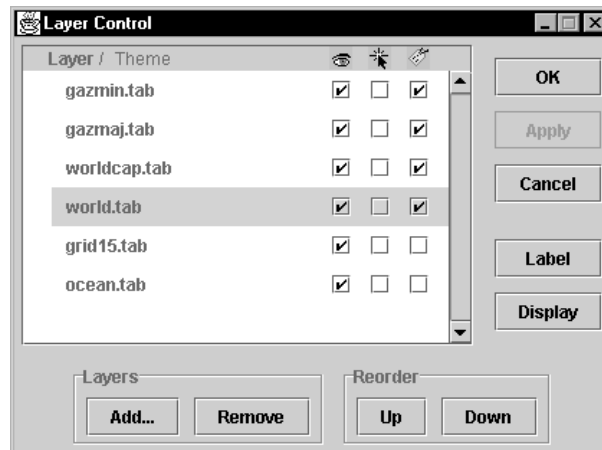 Layer Control
Layer / Theme
gazmin.tab
gazmaj.tab
worldcap.tab
world.tab
grid15.tab
ocean.tab
OK
Apply
Cancel
Label
Display
Layers
Add...
Remove
Reorder
Up
Down